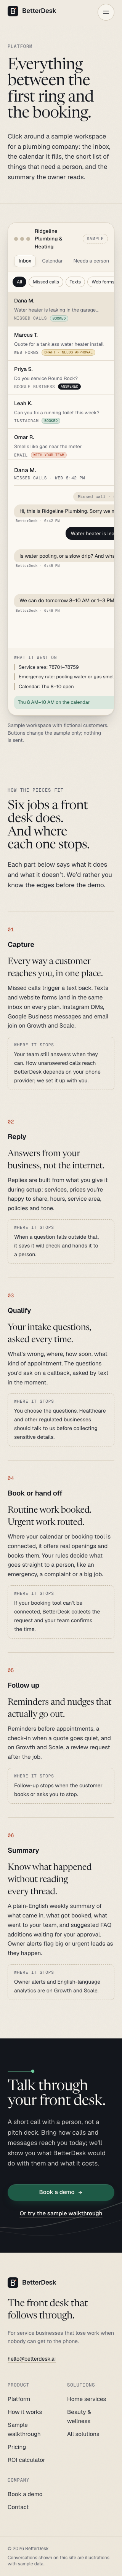 BetterDesk
PLATFORM
Everything
between the
first ring and
the booking.
Click around a sample workspace
for a plumbing company: the inbox,
the calendar it fills, the short list of
things that need a person, and the
summary the owner reads.
Ridgeline
Plumbing &
Heating
SAMPLE
Inbox
Calendar
Needs a person
All
Missed calls
Texts
Web forms
Dana M.
Water heater is leaking in the garage…
MISSED CALLS
BOOKED
Marcus T.
Quote for a tankless water heater install
WEB FORMS
DRAFT · NEEDS APPROVAL
Priya S.
Do you service Round Rock?
GOOGLE BUSINESS
ANSWERED
Leah K.
Can you fix a running toilet this week?
INSTAGRAM
BOOKED
Omar R.
Smells like gas near the meter
EMAIL
WITH YOUR TEAM
Dana M.
MISSED CALLS · WED 6:42 PM
Missed call ·
Hi, this is Ridgeline Plumbing. Sorry we m
BetterDesk · 6:42 PM
Water heater is lea
Is water pooling, or a slow drip? And wha
BetterDesk · 6:45 PM
We can do tomorrow 8–10 AM or 1–3 PM
BetterDesk · 6:46 PM
WHAT IT WENT ON
Service area: 78701–78759
Emergency rule: pooling water or gas smel
Calendar: Thu 8–10 open
Thu 8 AM–10 AM on the calendar
Sample workspace with fictional customers.
Buttons change the sample only; nothing
is sent.
HOW THE PIECES FIT
Six jobs a front
desk does.
And where
each one stops.
Each part below says what it does
and what it doesn't. We'd rather you
know the edges before the demo.
01
Capture
Every way a customer
reaches you, in one place.
Missed calls trigger a text back. Texts
and website forms land in the same
queue on every plan. Instagram DMs,
Google Business messages and email
join on Growth and Scale.
WHERE IT STOPS
Your team still answers when they
can. How unanswered calls reach
BetterDesk depends on your phone
provider; we set it up with you.
02
Reply
Answers from your
business, not the internet.
Replies are built from what you give it
during setup: services, prices you're
happy to share, hours, service area,
policies and tone.
WHERE IT STOPS
When a question falls outside that,
it says it will check and hands it to
a person.
03
Qualify
Your intake questions,
asked every time.
What's wrong, where, how soon, what
kind of appointment. The questions
you'd ask on a callback, asked by text
in the moment.
WHERE IT STOPS
You choose the questions. Healthcare
and other regulated businesses
should talk to us before collecting
sensitive details.
04
Book or hand off
Routine work booked.
Urgent work routed.
Where your calendar or booking tool is
connected, it offers real openings and
books them. Your rules decide what
goes straight to a person, like an
emergency, a complaint or a big job.
WHERE IT STOPS
If your booking tool can't be
connected, BetterDesk collects the
request and your team confirms
the time.
05
Follow up
Reminders and nudges that
actually go out.
Reminders before appointments, a
check-in when a quote goes quiet, and
on Growth and Scale, a review request
after the job.
WHERE IT STOPS
Follow-ups stop when the customer
books or asks you to stop.
06
Summary
Know what happened
without reading
every thread.
A plain-English weekly summary of
what came in, what got booked, what
went to your team, and suggested FAQ
additions waiting for your approval.
Owner alerts flag big or urgent leads as
they happen.
WHERE IT STOPS
Owner alerts and English-language
analytics are on Growth and Scale.
Talk through
your front desk.
A short call with a person, not a
pitch deck. Bring how calls and
messages reach you today; we'll
show you what BetterDesk would
do with them and what it costs.
Book a demo →
Or try the sample walkthrough
BetterDesk
The front desk that
follows through.
For service businesses that lose work when
nobody can get to the phone.
hello@betterdesk.ai
PRODUCT
Platform
How it works
Sample
walkthrough
Pricing
ROI calculator
SOLUTIONS
Home services
Beauty &
wellness
All solutions
COMPANY
Book a demo
Contact
© 2026 BetterDesk
Conversations shown on this site are illustrations
with sample data.